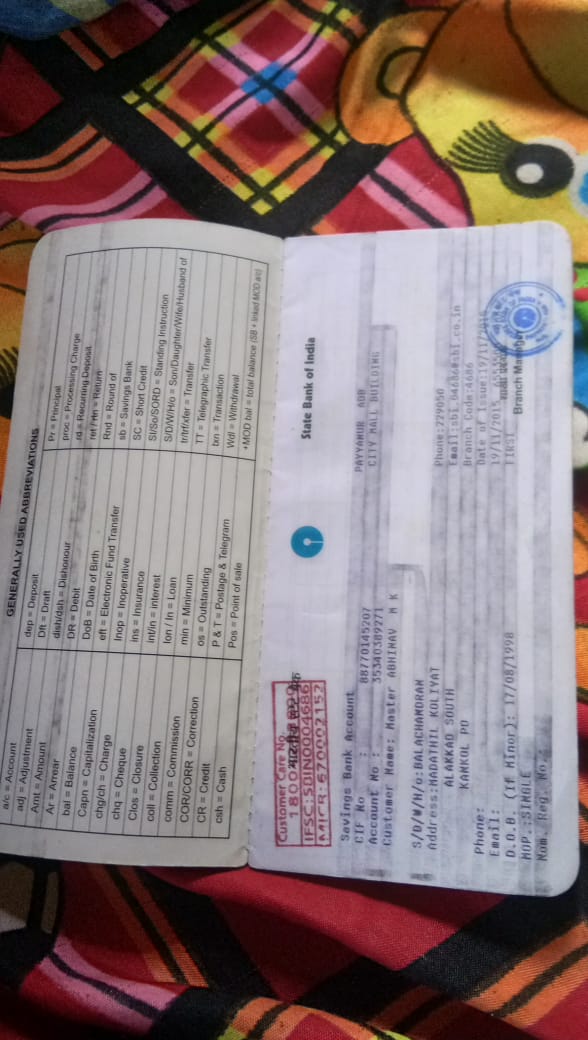 GENERALLY USED ABBREVIATIONS
a/c = Account
adj = Adjustment
Amt = Amount
Ar = Arrear
bal = Balance
Capn = Capitalization
chg/ch = Charge
chq = Cheque
Clos = Closure
coll = Collection
comm = Commission
COR/CORR = Correction
CR = Credit
csh = Cash
dep = Deposit
Dft = Draft
dish/dsh = Dishonour
DR = Debit
DoB = Date of Birth
eft = Electronic Fund Transfer
Inop = Inoperative
ins = Insurance
int/in = interest
lon / ln = Loan
min = Minimum
os = Outstanding
P & T = Postage & Telegram
Pos = Point of sale
Pr = Principal
proc = Processing Charge
rd = Recurring Deposit
ret / rtn = Return
Rnd = Round of
sb = Savings Bank
SC = Short Credit
SI/So/SORD = Standing Instruction
S/D/W/H/o = Son/Daughter/Wife/Husband of
tr/trf/xfer = Transfer
TT = Telegraphic Transfer
txn = Transaction
Wdl = Withdrawal
+MOD bal = total balance (SB + linked MOD a/c)
State Bank of India
Customer Care No.
IFSC:SBIN0004686
MICR:670002152
Savings Bank Account
PAYYANUR ADB
CIF No : 88770145207
CITY MALL BUILDING
Account No : 35340389271
Customer Name: Master ABHINAV M K
S/D/W/H/o:BALACHANDRAN
Address:MADATHIL KOLIYAT
Phone:229050
ALAKKAD SOUTH
Email:sbi.04686@sbi.co.in
KANKOL PO
Branch Code:4686
Phone:
Date of Issue:19/11/2015
Email:
19/11/2015
D.O.B. (If Minor): 17/08/1998
FIRST
MOP.:SINGLE
Branch Manager
Nom. Reg. No.: